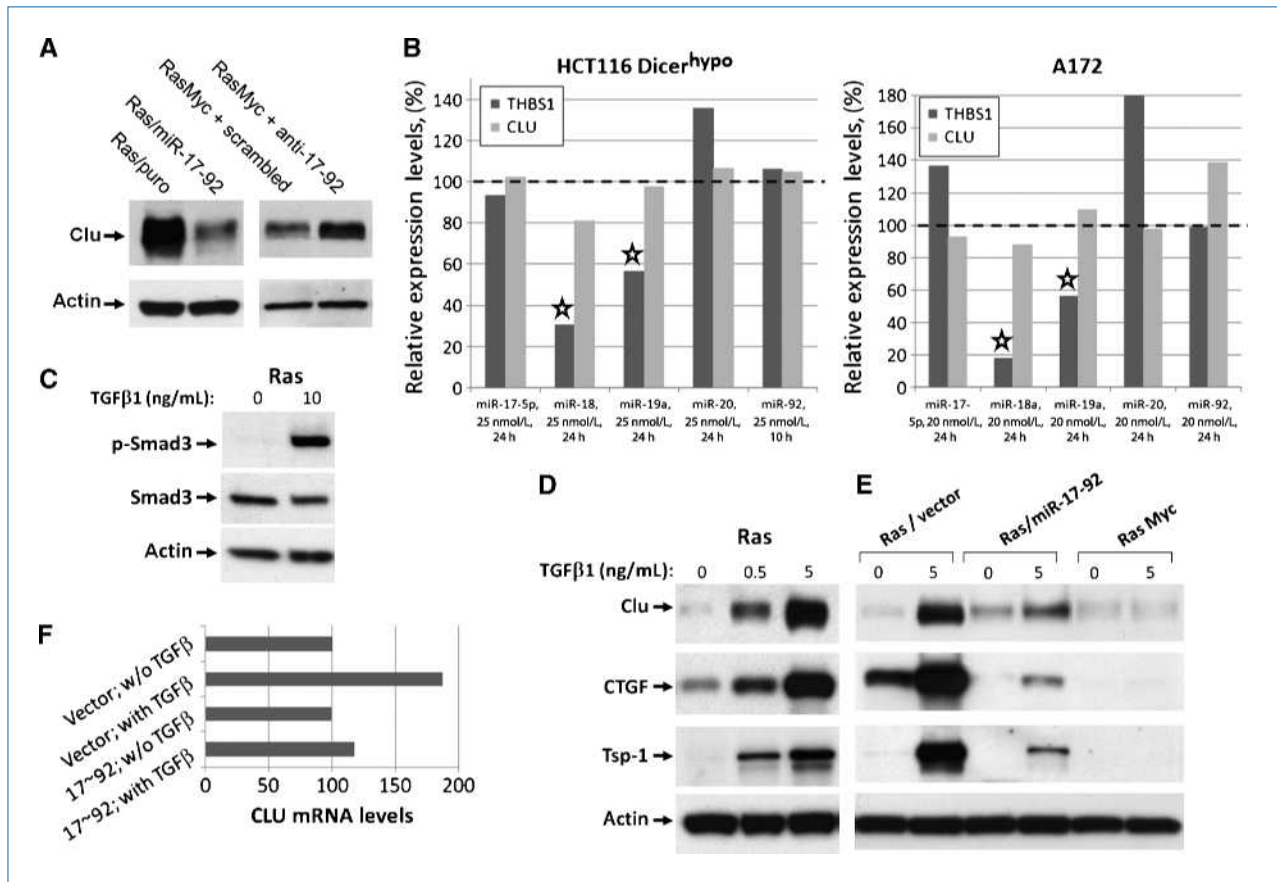 A
Ras/puro
Ras/miR-17-92
RasMyc + scrambled
RasMyc + anti-17-92
Clu
Actin
B
HCT116 Dicerhypo
Relative expression levels, (%)
140
120
100
80
60
40
20
0
THBS1
CLU
miR-17-5p, 25 nmol/L, 24 h
miR-18, 25 nmol/L, 24 h
miR-19a, 25 nmol/L, 24 h
miR-20, 25 nmol/L, 24 h
miR-92, 25 nmol/L, 10 h
A172
Relative expression levels, (%)
180
160
140
120
100
80
60
40
20
0
THBS1
CLU
miR-17-5p, 20 nmol/L, 24 h
miR-18a, 20 nmol/L, 24 h
miR-19a, 20 nmol/L, 24 h
miR-20, 20 nmol/L, 24 h
miR-92, 20 nmol/L, 24 h
C
Ras
TGFβ1 (ng/mL): 0 10
p-Smad3
Smad3
Actin
D
Ras
TGFβ1 (ng/mL): 0 0.5 5
Clu
CTGF
Tsp-1
Actin
E
Ras / vector
Ras/miR-17-92
Ras Myc
0 5 0 5 0 5
F
Vector; w/o TGFβ
Vector; with TGFβ
17~92; w/o TGFβ
17~92; with TGFβ
0 50 100 150 200
CLU mRNA levels